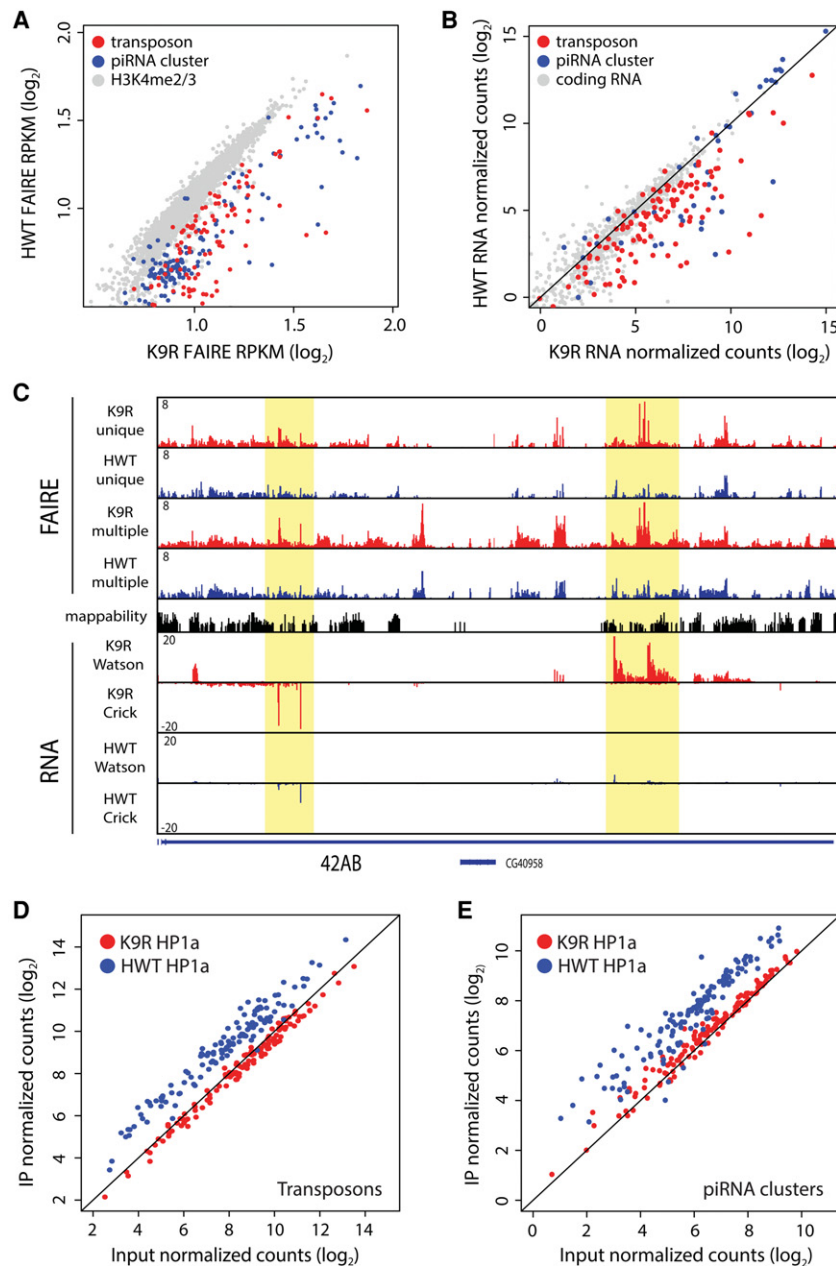 A
2.0
1.5
1.0
HWT FAIRE RPKM (log2)
transposon
piRNA cluster
H3K4me2/3
1.0
1.5
2.0
K9R FAIRE RPKM (log2)
B
15
10
5
0
HWT RNA normalized counts (log2)
transposon
piRNA cluster
coding RNA
0
5
10
15
K9R RNA normalized counts (log2)
C
FAIRE
K9R
unique
8
HWT
unique
8
K9R
multiple
8
HWT
multiple
8
mappability
RNA
K9R
Watson
20
K9R
Crick
-20
HWT
Watson
20
HWT
Crick
-20
42AB
CG40958
D
14
12
10
8
6
4
2
IP normalized counts (log2)
K9R HP1a
HWT HP1a
Transposons
2
4
6
8
10
12
14
Input normalized counts (log2)
E
10
8
6
4
2
0
IP normalized counts (log2)
K9R HP1a
HWT HP1a
piRNA clusters
0
2
4
6
8
10
Input normalized counts (log2)